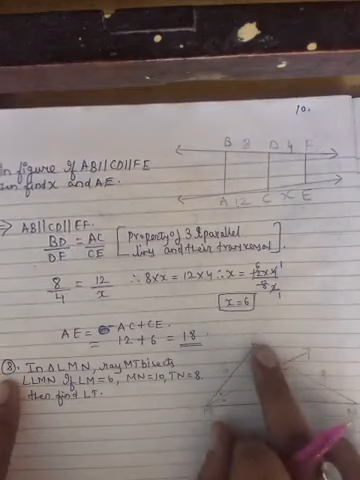 10.
In figure if AB||CD||FE
then find x and AE.
B 8 D 4 F
A 12 C x E
⇒ AB||CD||EF.
BD/DF = AC/CE [Property of 3 parallel lines and their transversal].
8/4 = 12/x ∴ 8×x = 12×4 ∴ x = 12×4/8
x=6
AE = AC+CE.
= 12+6 = 18
⑧. In △LMN, ray MT bisects
∠LMN If LM=6, MN=10, TN=8.
then find LT.